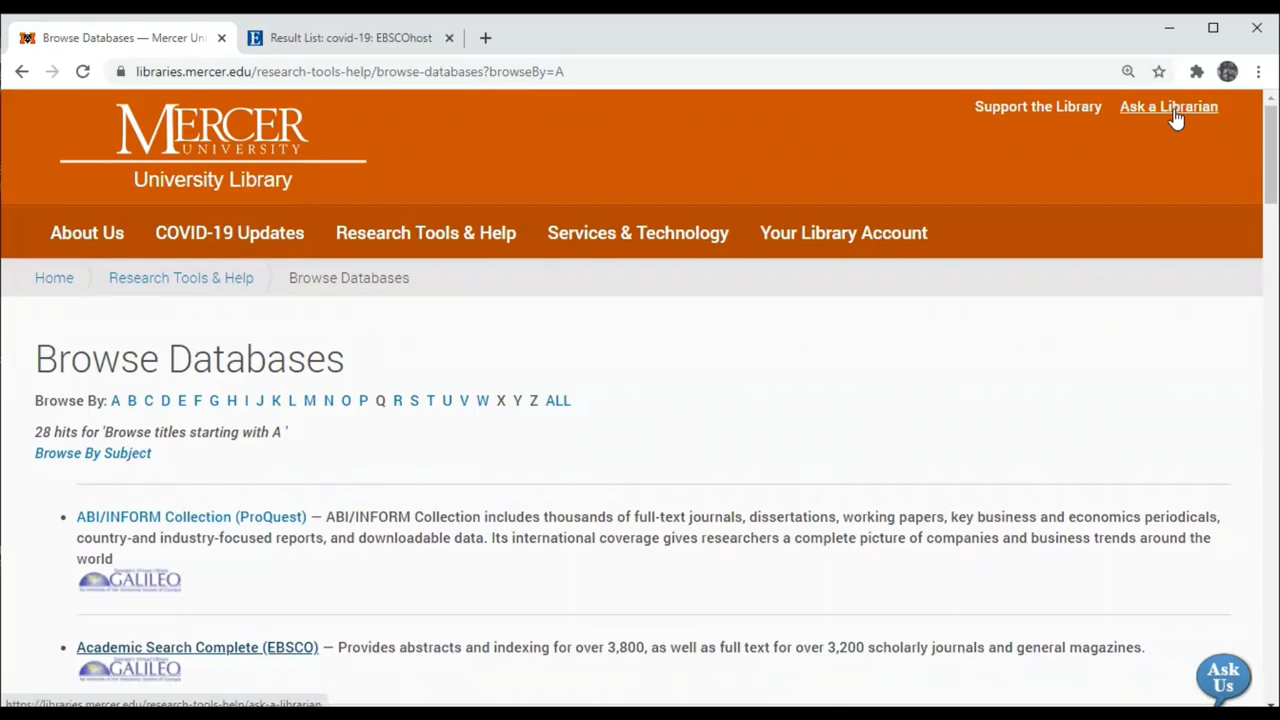 Browse Databases — Mercer Uni
Result List: covid-19: EBSCOhost
libraries.mercer.edu/research-tools-help/browse-databases?browseBy=A
Support the Library Ask a Librarian
MERCER
UNIVERSITY
University Library
About Us COVID-19 Updates Research Tools & Help Services & Technology Your Library Account
Home Research Tools & Help Browse Databases
Browse Databases
Browse By: A B C D E F G H I J K L M N O P Q R S T U V W X Y Z ALL
28 hits for 'Browse titles starting with A '
Browse By Subject
• ABI/INFORM Collection (ProQuest) — ABI/INFORM Collection includes thousands of full-text journals, dissertations, working papers, key business and economics periodicals,
country-and industry-focused reports, and downloadable data. Its international coverage gives researchers a complete picture of companies and business trends around the
world
GALILEO
• Academic Search Complete (EBSCO) — Provides abstracts and indexing for over 3,800, as well as full text for over 3,200 scholarly journals and general magazines.
GALILEO
Ask
Us
https://libraries.mercer.edu/research-tools-help/ask-a-librarian